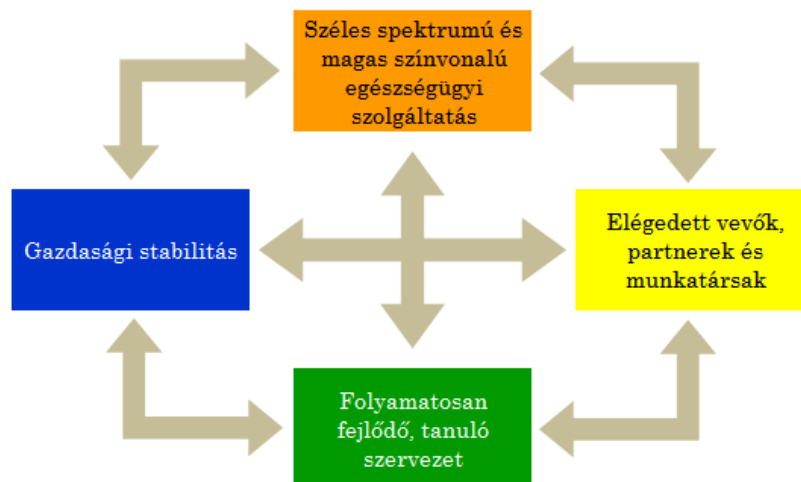 Széles spektrumú és
magas színvonalú
egészségügyi
szolgáltatás
Gazdasági stabilitás
Elégedett vevők,
partnerek és
munkatársak
Folyamatosan
fejlődő, tanuló
szervezet